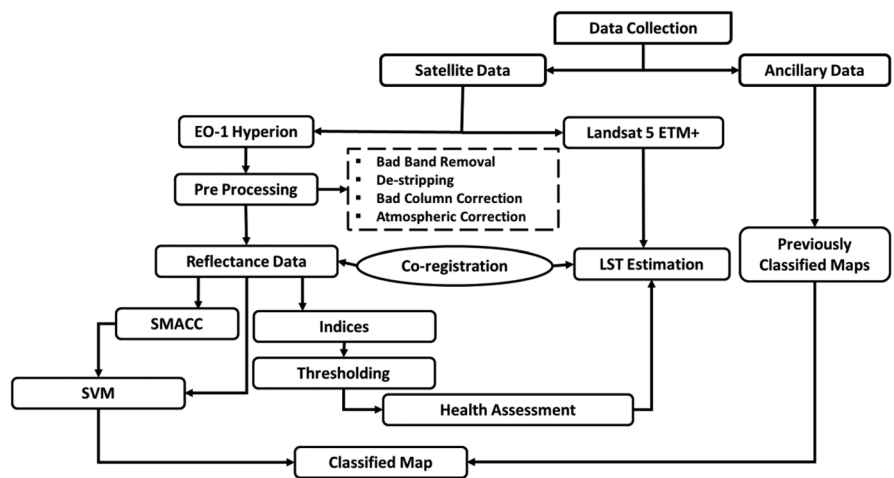 Data Collection
Satellite Data
Ancillary Data
EO-1 Hyperion
Landsat 5 ETM+
▪ Bad Band Removal
▪ De-stripping
▪ Bad Column Correction
▪ Atmospheric Correction
Pre Processing
Previously
Classified Maps
Reflectance Data
Co-registration
LST Estimation
SMACC
Indices
Thresholding
SVM
Health Assessment
Classified Map